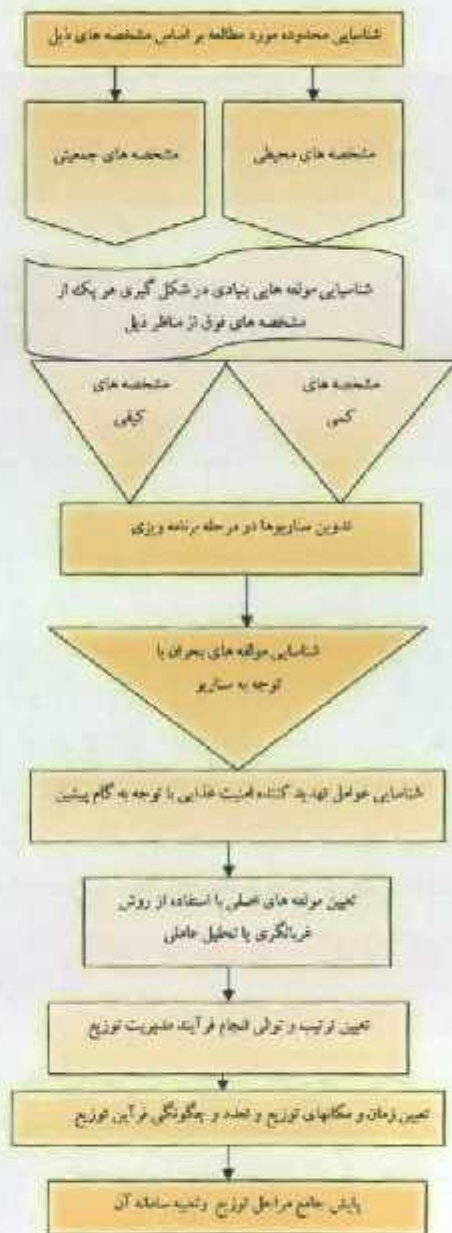 شناسایی محدوده مورد مطالعه بر اساس مشخصه های ذیل
مشخصه های محیطی
مشخصه های جمعیتی
شناسایی مولفه هایی بنیادی در شکل گیری هر یک از
مشخصه های فوق از مناظر ذیل
مشخصه های
کمی
مشخصه های
کیفی
تدوین سناریوها در مرحله برنامه ریزی
شناسایی مولفه های بحران با
توجه به سناریو
شناسایی عوامل تهدید کننده امنیت غذایی با توجه به گام پیشین
تعیین مولفه های اصلی با استفاده از روش
غربالگری یا تحلیل عاملی
تعیین ترتیب و توالی انجام فرآیند مدیریت توزیع
تعیین زمان و مکانهای توزیع و تعدد و چگونگی فرآین توزیع
پایش جامع مراحل توزیع وتهیه سامانه آن